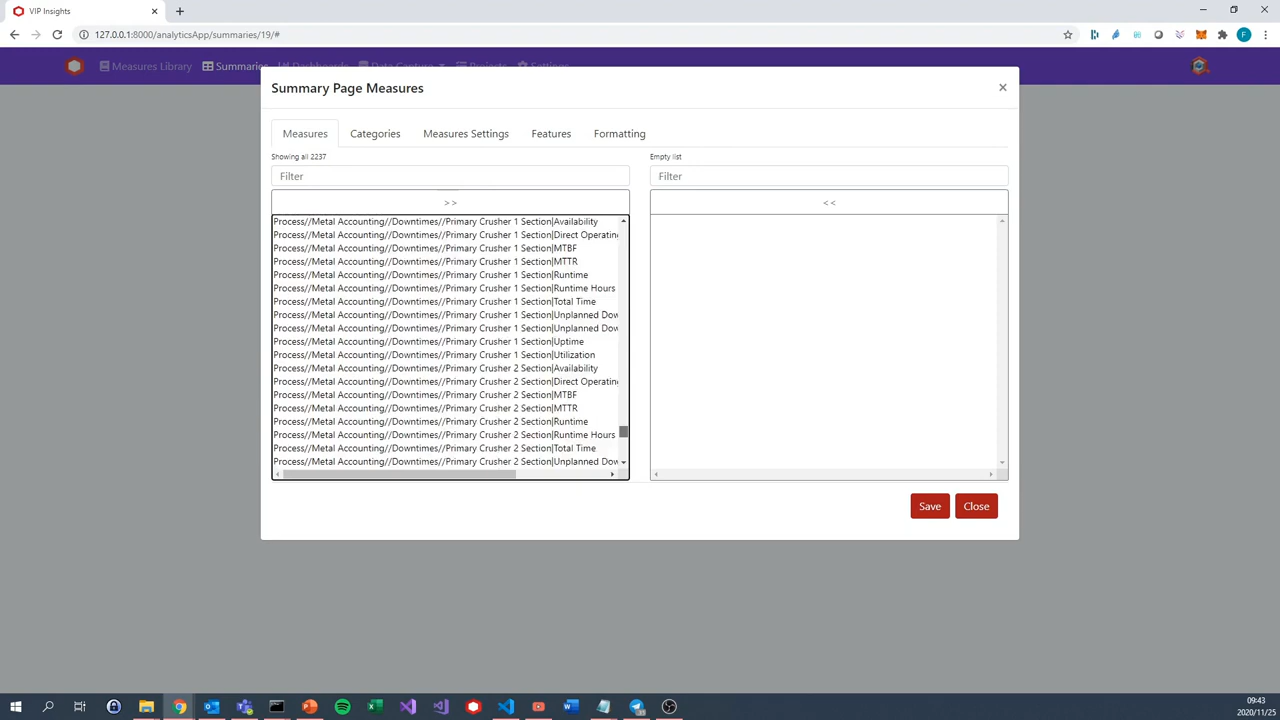 VIP Insights
127.0.0.1:8000/analyticsApp/summaries/19/#
F
Measures Library
Summaries
Dashboards
Data Capture
Projects
Settings
Summary Page Measures
×
Measures
Categories
Measures Settings
Features
Formatting
Showing all 2237
Empty list
Filter
Filter
>>
<<
Process//Metal Accounting//Downtimes//Primary Crusher 1 Section|Availability
Process//Metal Accounting//Downtimes//Primary Crusher 1 Section|Direct Operating
Process//Metal Accounting//Downtimes//Primary Crusher 1 Section|MTBF
Process//Metal Accounting//Downtimes//Primary Crusher 1 Section|MTTR
Process//Metal Accounting//Downtimes//Primary Crusher 1 Section|Runtime
Process//Metal Accounting//Downtimes//Primary Crusher 1 Section|Runtime Hours
Process//Metal Accounting//Downtimes//Primary Crusher 1 Section|Total Time
Process//Metal Accounting//Downtimes//Primary Crusher 1 Section|Unplanned Dow
Process//Metal Accounting//Downtimes//Primary Crusher 1 Section|Unplanned Dow
Process//Metal Accounting//Downtimes//Primary Crusher 1 Section|Uptime
Process//Metal Accounting//Downtimes//Primary Crusher 1 Section|Utilization
Process//Metal Accounting//Downtimes//Primary Crusher 2 Section|Availability
Process//Metal Accounting//Downtimes//Primary Crusher 2 Section|Direct Operating
Process//Metal Accounting//Downtimes//Primary Crusher 2 Section|MTBF
Process//Metal Accounting//Downtimes//Primary Crusher 2 Section|MTTR
Process//Metal Accounting//Downtimes//Primary Crusher 2 Section|Runtime
Process//Metal Accounting//Downtimes//Primary Crusher 2 Section|Runtime Hours
Process//Metal Accounting//Downtimes//Primary Crusher 2 Section|Total Time
Process//Metal Accounting//Downtimes//Primary Crusher 2 Section|Unplanned Dow
Save
Close
09:43
2020/11/25